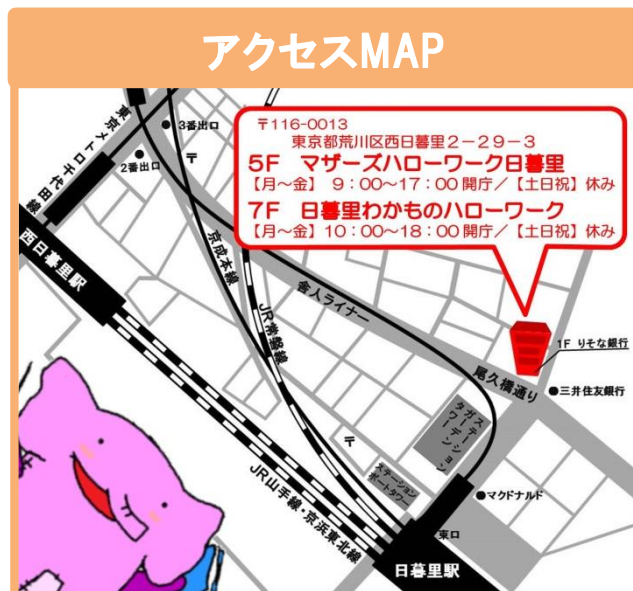 アクセスMAP
〒116-0013
東京都荒川区西日暮里2-29-3
5F マザーズハローワーク日暮里
【月~金】 9:00~17:00開庁/【土日祝】休み
7F 日暮里わかものハローワーク
【月~金】10:00~18:00開庁/【土日祝】休み
東京メトロ千代田線
3番出口
〒
2番出口
西日暮里駅
京成本線
JR常磐線
舎人ライナー
1F りそな銀行
尾久橋通り
三井住友銀行
ステーション
ガーデン
タワー
ステーション
ポートタワー
マクドナルド
JR山手線・京浜東北線
東口
日暮里駅